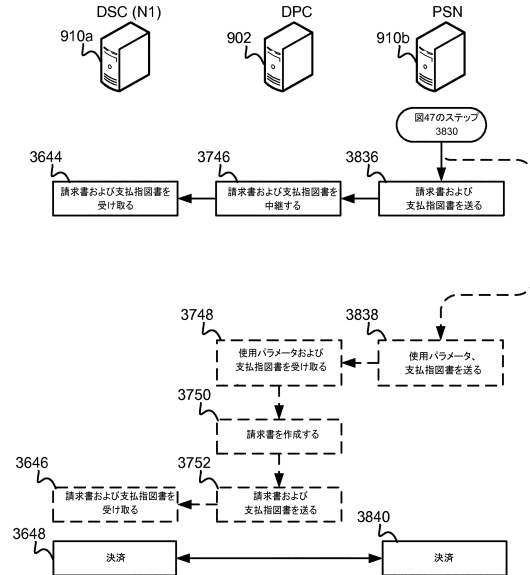 DSC (N1)
DPC
PSN
910a
902
910b
図47のステップ
3830
3644
3746
3836
請求書および支払指図書を
受け取る
請求書および支払指図書を
中継する
請求書および
支払指図書を送る
3748
3838
使用パラメータおよび
支払指図書を受け取る
使用パラメータ、
支払指図書を送る
3750
請求書を作成する
3646
3752
請求書および支払指図書を
受け取る
請求書および
支払指図書を送る
3648
3840
決済
決済